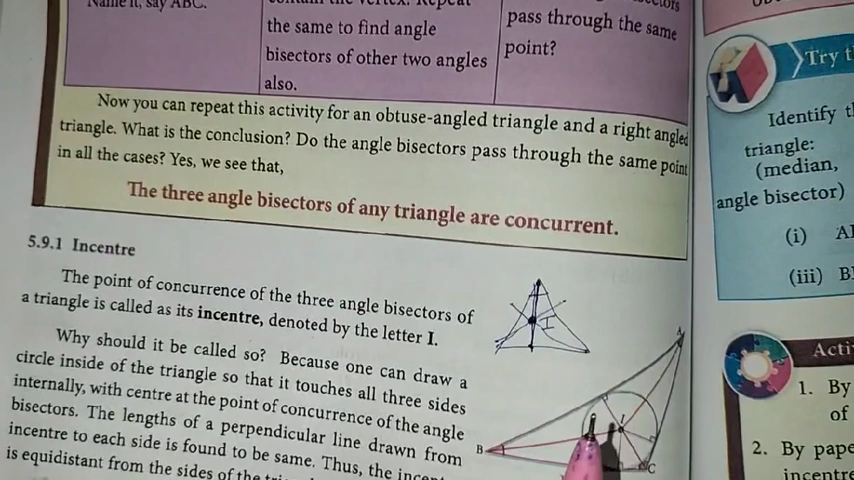 Name it, say ABC.
contain the vertex. Repeat
the same to find angle
bisectors of other two angles
also.
pass through the same
point?
Now you can repeat this activity for an obtuse-angled triangle and a right angled
triangle. What is the conclusion? Do the angle bisectors pass through the same point
in all the cases? Yes, we see that,
The three angle bisectors of any triangle are concurrent.
5.9.1 Incentre
The point of concurrence of the three angle bisectors of
a triangle is called as its incentre, denoted by the letter I.
Why should it be called so? Because one can draw a
circle inside of the triangle so that it touches all three sides
internally, with centre at the point of concurrence of the angle
bisectors. The lengths of a perpendicular line drawn from
incentre to each side is found to be same. Thus, the incent
is equidistant from the sides of the
I
A
I
B
C
Try t
Identify t
triangle:
(median,
angle bisector)
(i) Al
(iii) B
Acti
1. By
of
2. By pape
incentre